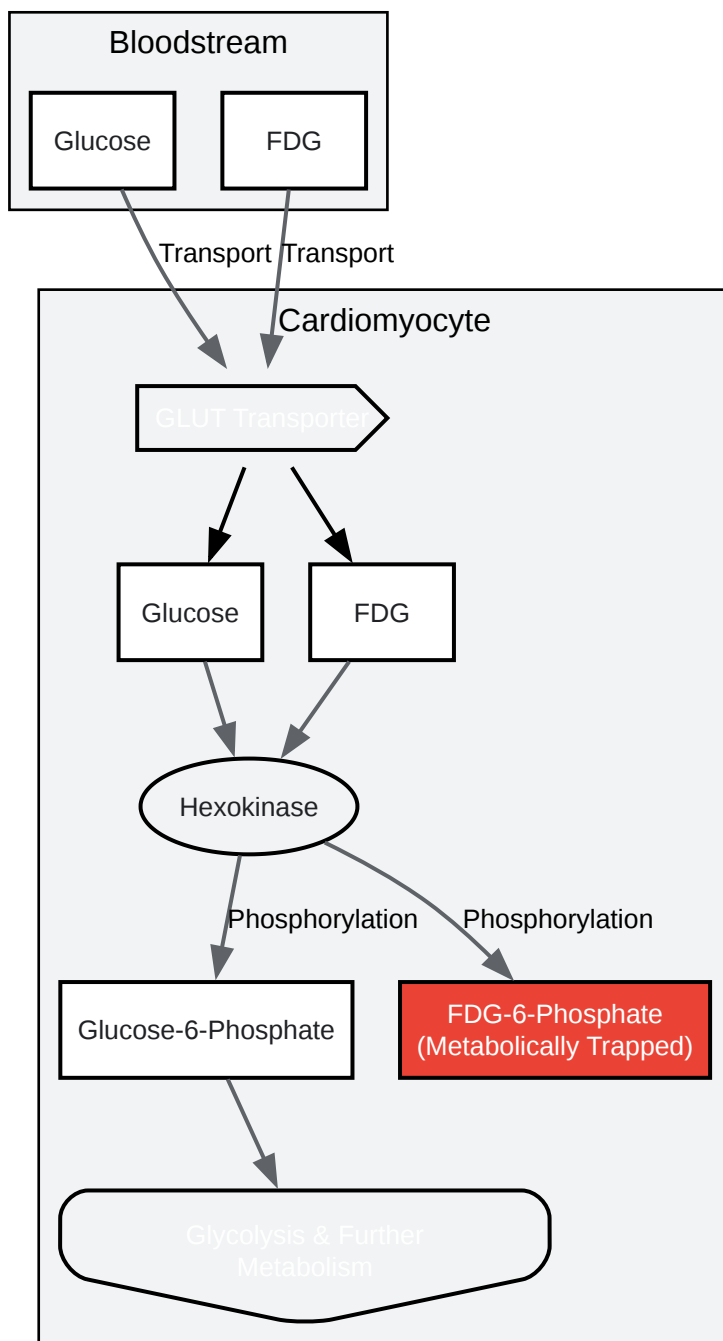 Bloodstream
Glucose
FDG
Transport
Transport
Cardiomyocyte
GLUT Transporter
Glucose
FDG
Hexokinase
Phosphorylation
Phosphorylation
Glucose-6-Phosphate
FDG-6-Phosphate
(Metabolically Trapped)
Glycolysis & Further
Metabolism